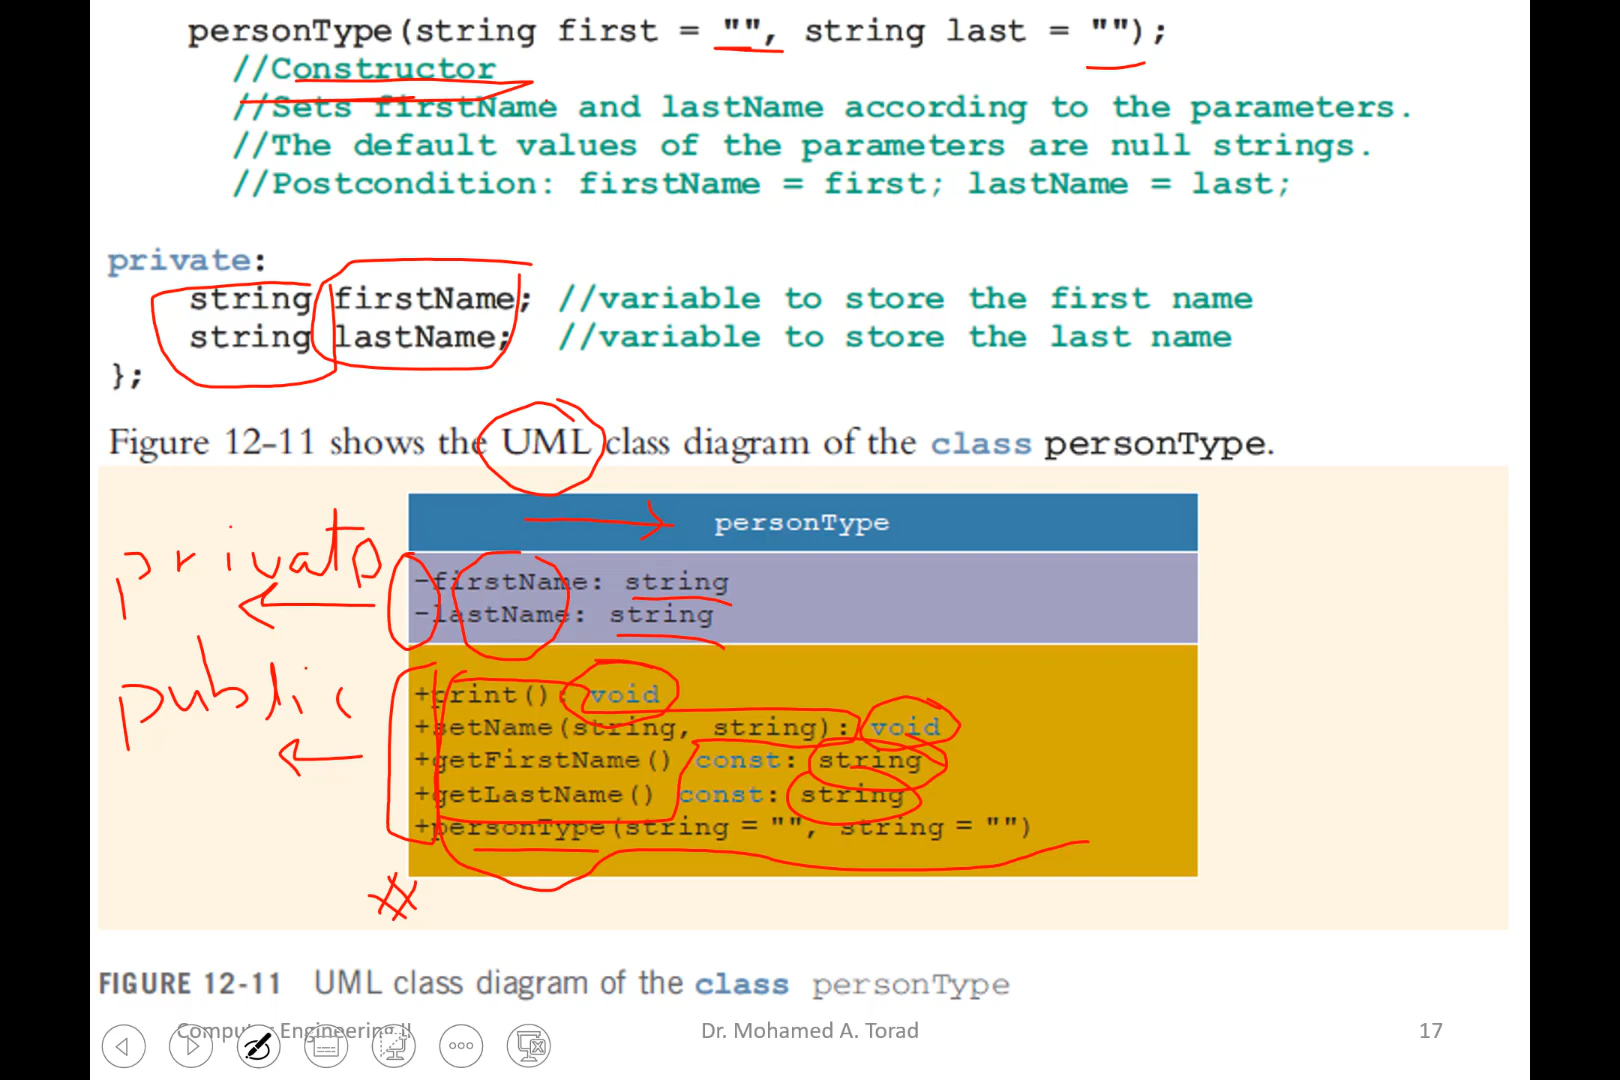 personType(string first = "", string last = "");
//Constructor
//Sets firstName and lastName according to the parameters.
//The default values of the parameters are null strings.
//Postcondition: firstName = first; lastName = last;
private:
string firstName; //variable to store the first name
string lastName; //variable to store the last name
};
Figure 12-11 shows the UML class diagram of the class personType.
personType
private
-firstName: string
-lastName: string
public
+print(): void
+setName(string, string): void
+getFirstName() const: string
+getLastName() const: string
+personType(string = "", string = "")
#
FIGURE 12-11 UML class diagram of the class personType
Computer Engineering II
Dr. Mohamed A. Torad
17